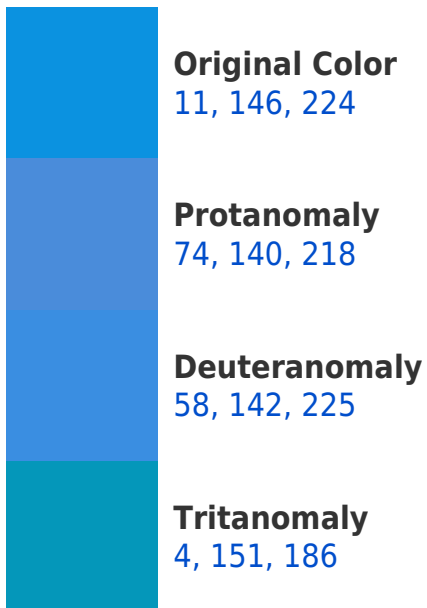 Original Color
11, 146, 224
Protanomaly
74, 140, 218
Deuteranomaly
58, 142, 225
Tritanomaly
4, 151, 186